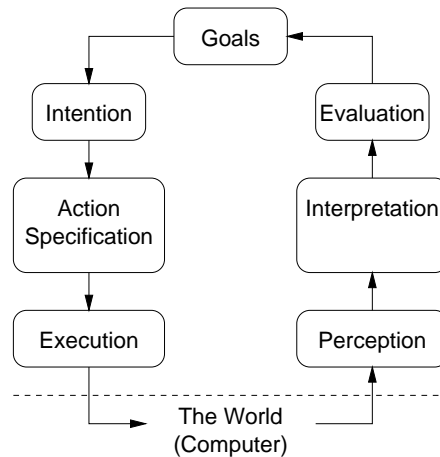 Goals
Intention
Evaluation
Action
Specification
Interpretation
Execution
Perception
The World
(Computer)